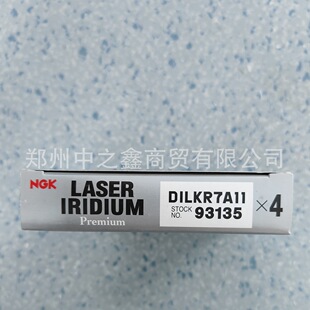 郑州中之鑫商贸有限公司
NGK
LASER
IRIDIUM
Premium
DILKR7A11
STOCK NO. 93135
×4